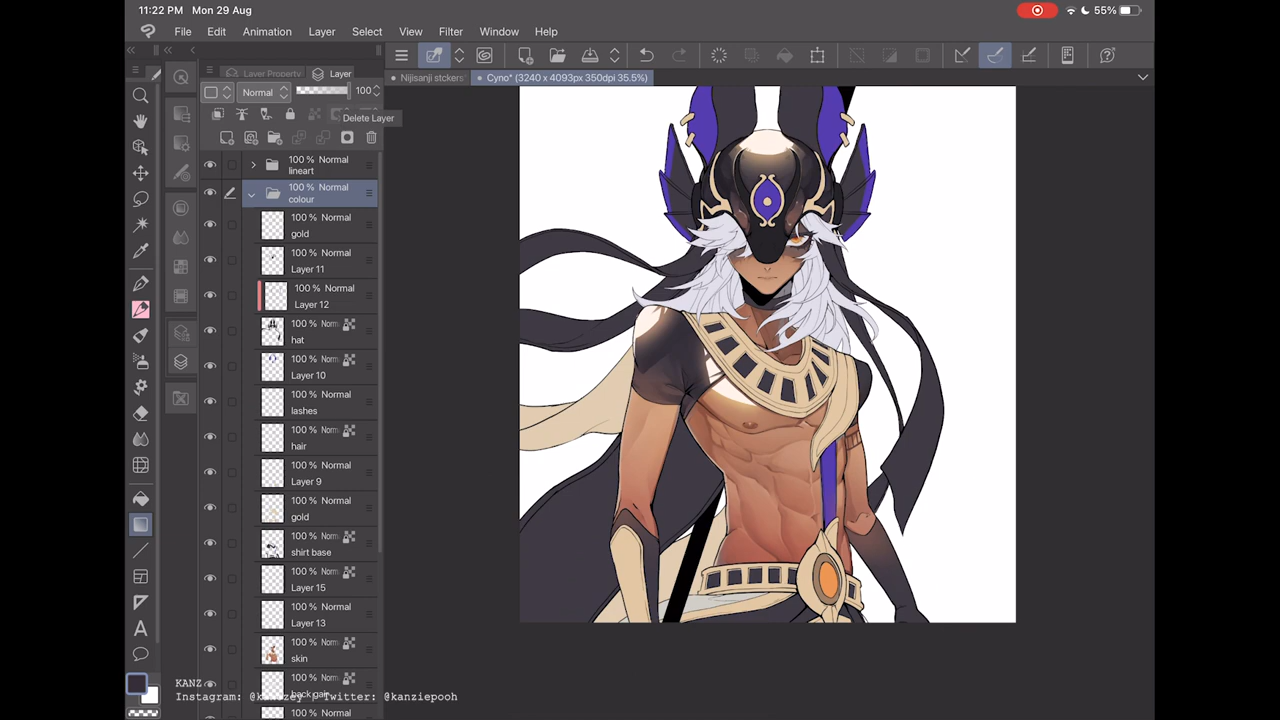 11:22 PM Mon 29 Aug
55%
File Edit Animation Layer Select View Filter Window Help
Layer Property Layer
Nijisanji stckers Cyno* (3240 x 4093px 350dpi 35.5%)
Normal 100
Delete Layer
100 % Normal
lineart
100 % Normal
colour
100 % Normal
gold
100 % Normal
Layer 11
100 % Normal
Layer 12
100 % Norm
hat
100 % Norm
Layer 10
100 % Normal
lashes
100 % Norm
hair
100 % Normal
Layer 9
100 % Normal
gold
100 % Norm
shirt base
100 % Norm
Layer 15
100 % Normal
Layer 13
100 % Norm
skin
100 % Norm
KANZ
Instagram: Twitter: @kanziepooh
100 % Normal